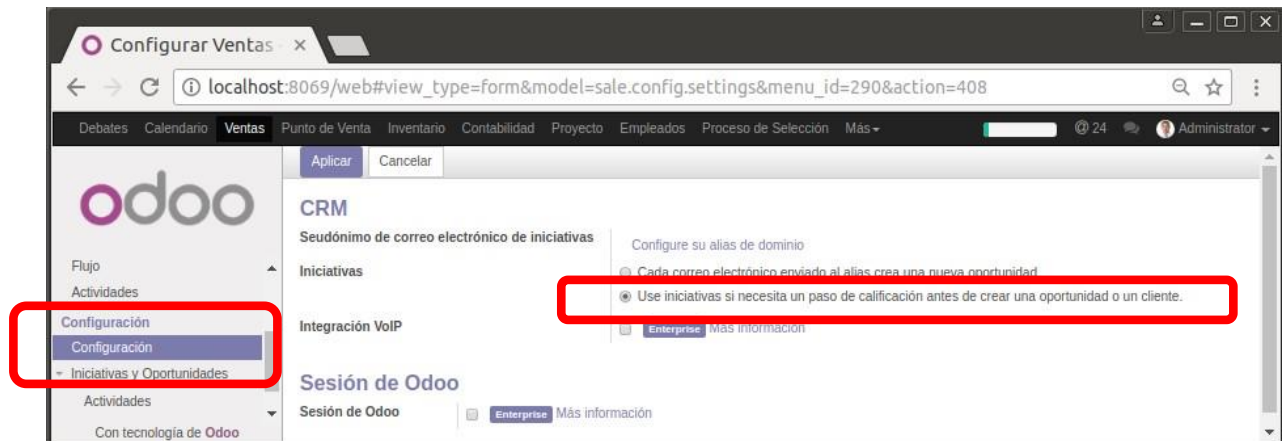 Configurar Ventas
localhost:8069/web#view_type=form&model=sale.config.settings&menu_id=290&action=408
Debates Calendario Ventas Punto de Venta Inventario Contabilidad Proyecto Empleados Proceso de Selección Más @ 24 Administrator
Aplicar Cancelar
odoo
CRM
Seudónimo de correo electrónico de iniciativas
Configure su alias de dominio
Flujo
Iniciativas
Cada correo electrónico enviado al alias crea una nueva oportunidad
Actividades
Use iniciativas si necesita un paso de calificación antes de crear una oportunidad o un cliente.
Configuración
Integración VoIP
Enterprise Más información
Configuración
Iniciativas y Oportunidades
Sesión de Odoo
Actividades
Sesión de Odoo
Enterprise Más información
Con tecnología de Odoo